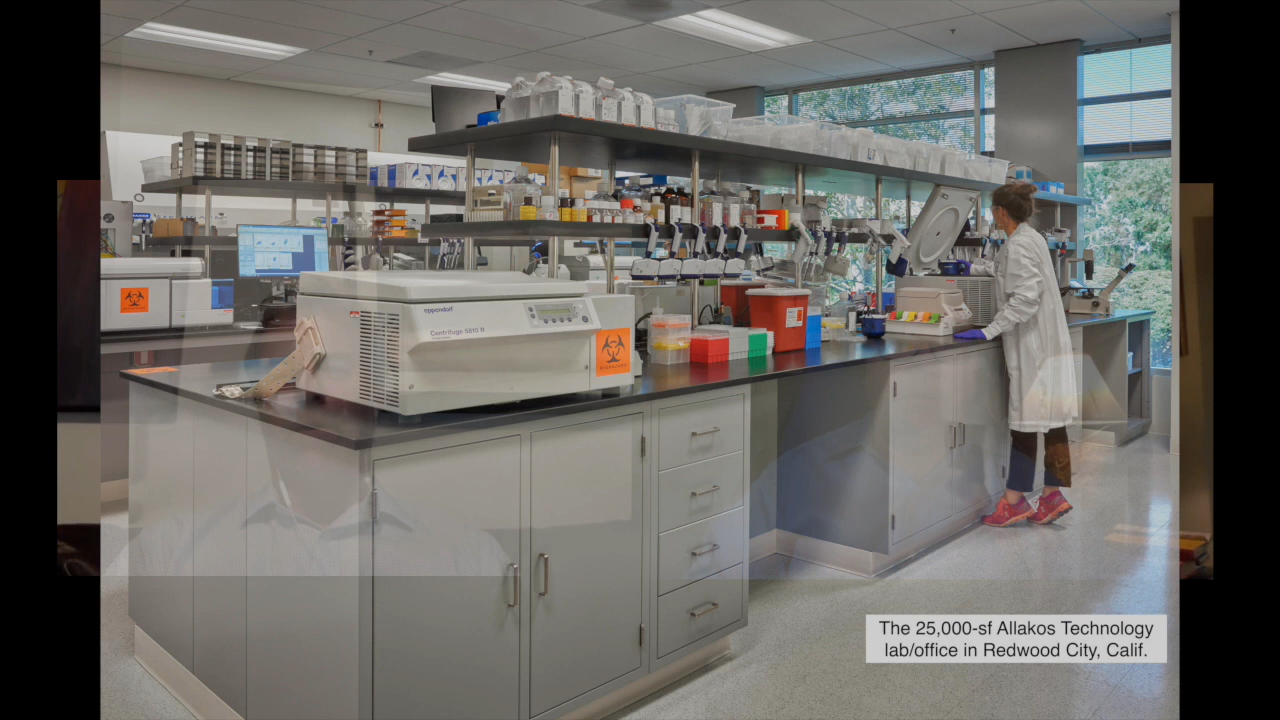 eppendorf
Centrifuge 5810 R
BIOHAZARD
The 25,000-sf Allakos Technology
lab/office in Redwood City, Calif.